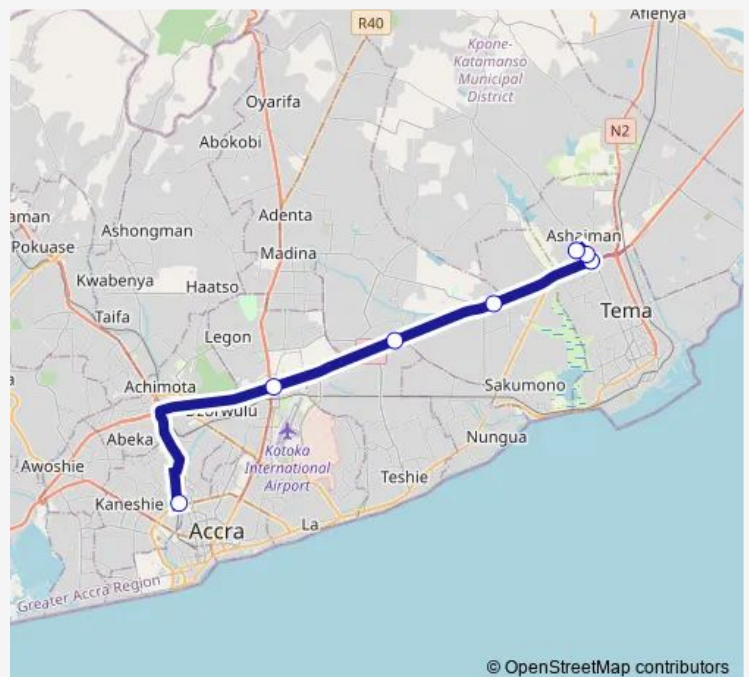 R40
Afienya
Kpone-
Katamanso
Municipal
District
Oyarifa
N2
Abokobi
aman
Adenta
Ashongman
Ashaiman
Pokuase
Madina
Kwabenya
Haatso
Taifa
Tema
Legon
Achimota
Sakumono
Dzorwulu
Abeka
Kotoka
International
Airport
Nungua
Awoshie
Teshie
Kaneshie
La
Accra
Greater Accra Region
© OpenStreetMap contributors